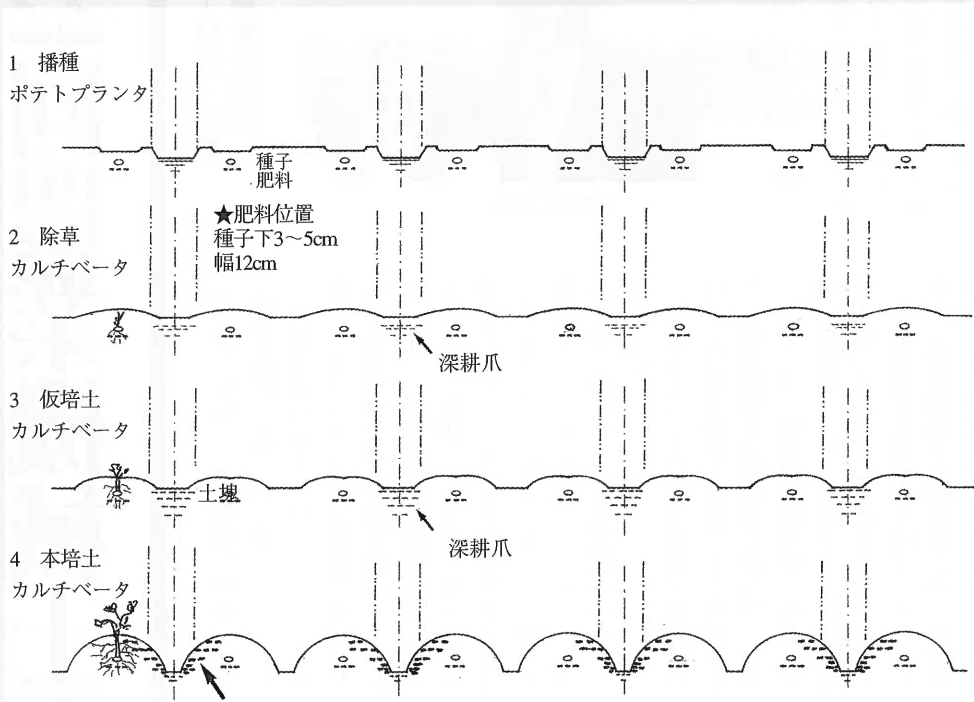 1 播種
ポテトプランタ
種子
肥料
★肥料位置
種子下3～5cm
幅12cm
2 除草
カルチベータ
深耕爪
3 仮培土
カルチベータ
土塊
深耕爪
4 本培土
カルチベータ